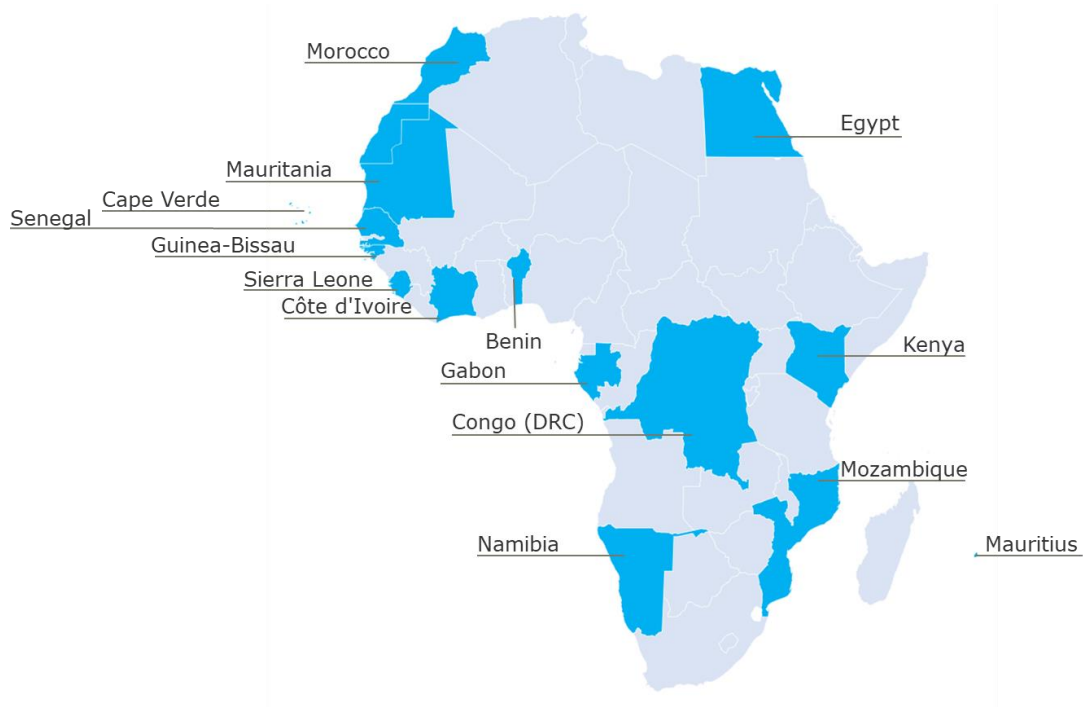 Morocco
Egypt
Mauritania
Cape Verde
Senegal
Guinea-Bissau
Sierra Leone
Côte d'Ivoire
Benin
Kenya
Gabon
Congo (DRC)
Mozambique
Namibia
Mauritius